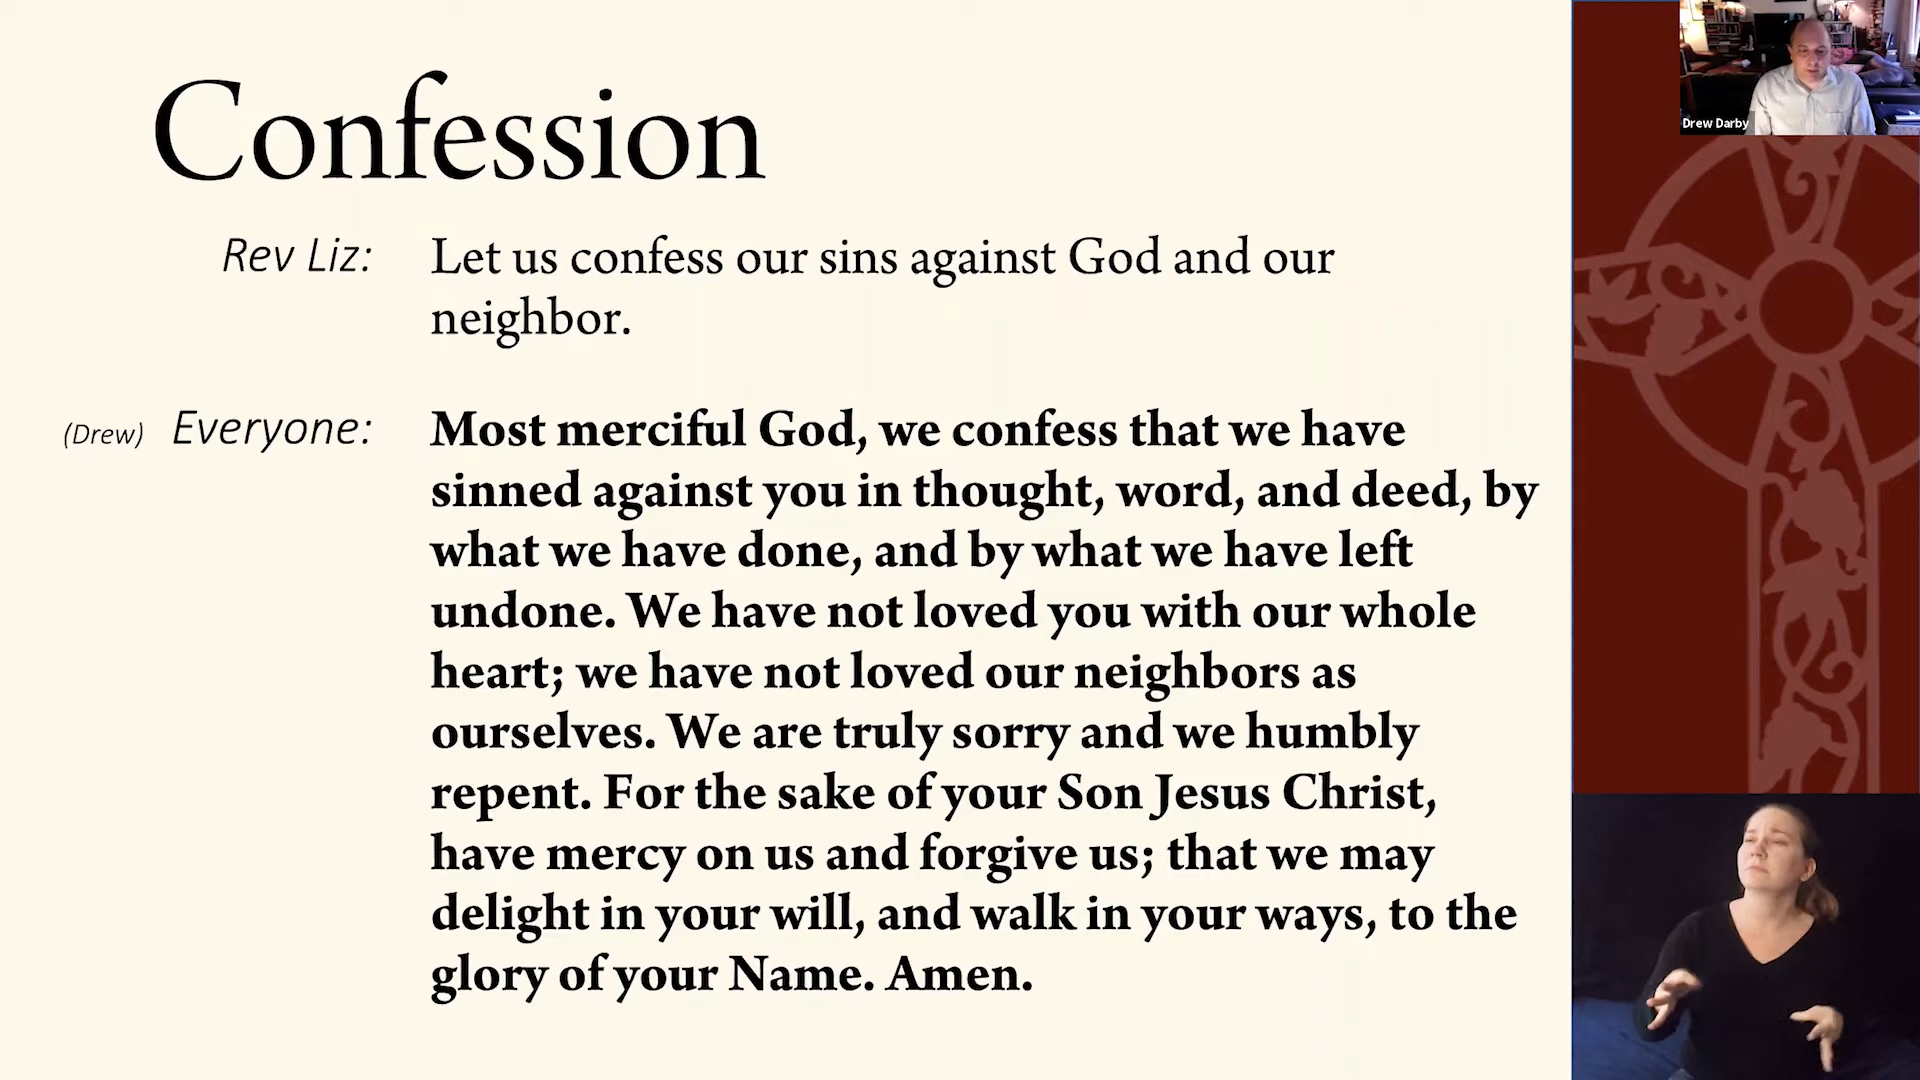 Confession
Rev Liz: Let us confess our sins against God and our
neighbor.
(Drew) Everyone: Most merciful God, we confess that we have
sinned against you in thought, word, and deed, by
what we have done, and by what we have left
undone. We have not loved you with our whole
heart; we have not loved our neighbors as
ourselves. We are truly sorry and we humbly
repent. For the sake of your Son Jesus Christ,
have mercy on us and forgive us; that we may
delight in your will, and walk in your ways, to the
glory of your Name. Amen.
Drew Darby